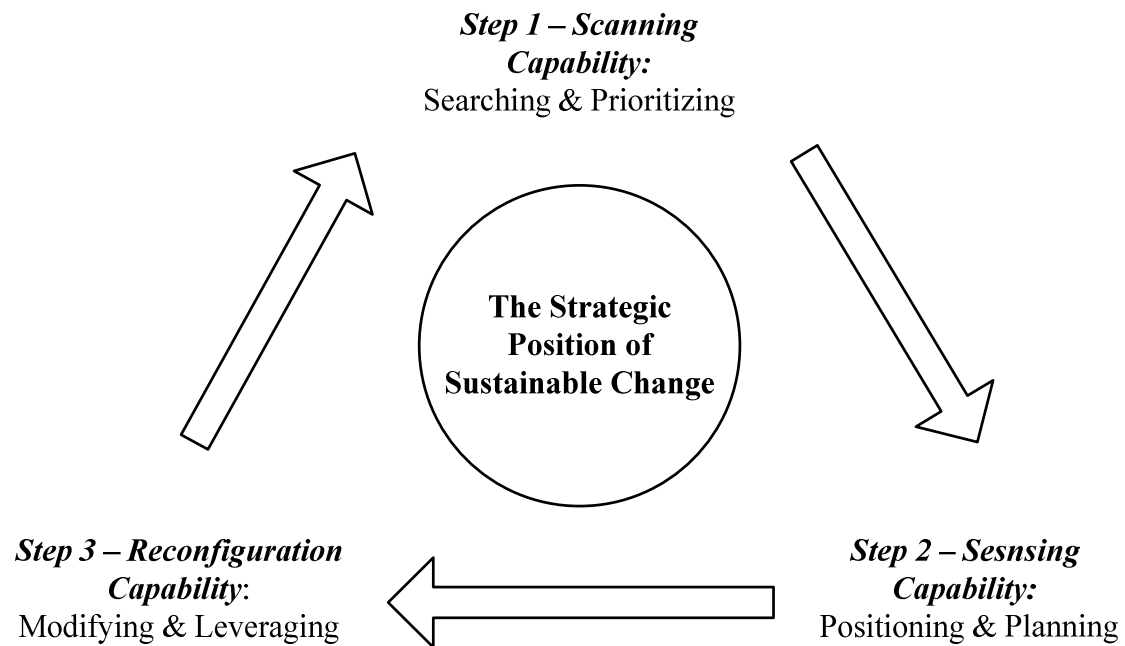 Step 1 – Scanning
Capability:
Searching & Prioritizing
The Strategic
Position of
Sustainable Change
Step 2 – Sesnsing
Capability:
Positioning & Planning
Step 3 – Reconfiguration
Capability:
Modifying & Leveraging